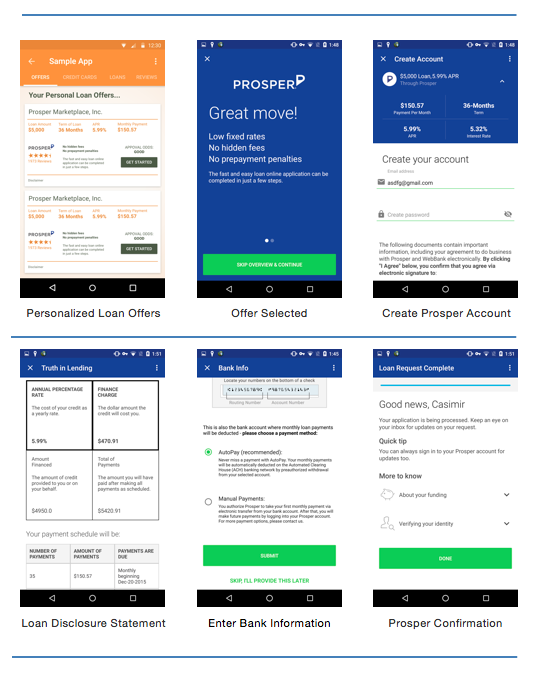 12:30
Sample App
OFFERS CREDIT CARDS LOANS REVIEWS
Your Personal Loan Offers...
Prosper Marketplace, Inc.
Loan Amount Term of Loan APR Monthly Payment
$5,000 36 Months 5.99% $150.57
PROSPER
No hidden fees
No prepayment penalties
The fast and easy loan online
application can be completed
in just a few steps.
APPROVAL ODDS:
GOOD
GET STARTED
1913 Reviews
Disclaimer
Prosper Marketplace, Inc.
Loan Amount Term of Loan APR Monthly Payment
$5,000 36 Months 5.99% $150.57
PROSPER
No hidden fees
No prepayment penalties
The fast and easy loan online
application can be completed
in just a few steps.
APPROVAL ODDS:
GOOD
GET STARTED
1913 Reviews
Disclaimer
Personalized Loan Offers
1:48
PROSPER
Great move!
Low fixed rates
No hidden fees
No prepayment penalties
The fast and easy loan online application can be
completed in just a few steps.
SKIP OVERVIEW & CONTINUE
Offer Selected
1:48
Create Account
$5,000 Loan, 5.99% APR
Through Prosper
$150.57
Payment Per Month
36-Months
Term
5.99%
APR
5.32%
Interest Rate
Create your account
Email address
asdfg@gmail.com
Create password
The following documents contain important
information, including your agreement to do business
with Prosper and WebBank electronically. By clicking
"I Agree" below, you confirm that you agree via
electronic signature to:
Create Prosper Account
1:51
Truth in Lending
ANNUAL PERCENTAGE
RATE
The cost of your credit as
a yearly rate.
5.99%
FINANCE
CHARGE
The dollar amount the
credit will cost you.
$470.91
Amount
Financed
The amount of credit
provided to you or on
your behalf.
$4950.0
Total of
Payments
The amount you will have
paid after making all
payments as scheduled.
$5420.91
Your payment schedule will be:
NUMBER OF
PAYMENTS
AMOUNT OF
PAYMENTS
PAYMENTS ARE
DUE
35
$150.57
Monthly
beginning
Dec-20-2015
Loan Disclosure Statement
1:45
Bank Info
Locate your numbers on the bottom of a check
Routing Number Account Number
This is also the bank account where monthly loan payments
will be deducted - please choose a payment method:
AutoPay (recommended):
Never miss a payment with AutoPay. Your monthly payments
will be automatically deducted on the Automated Clearing
House (ACH) banking network by preauthorized withdrawal
from your selected account.
Manual Payments:
You authorize Prosper to take your first monthly payment via
electronic transfer from your bank account. After that, you will
make future payments by logging into your Prosper account.
For more payment options, please contact us.
SUBMIT
SKIP, I'LL PROVIDE THIS LATER
Enter Bank Information
1:51
Loan Request Complete
Good news, Casimir
Your application is being processed. Keep an eye on
your inbox for updates on your request.
Quick tip
You can always sign in to your Prosper account for
updates too.
More to know
About your funding
Verifying your identity
DONE
Prosper Confirmation